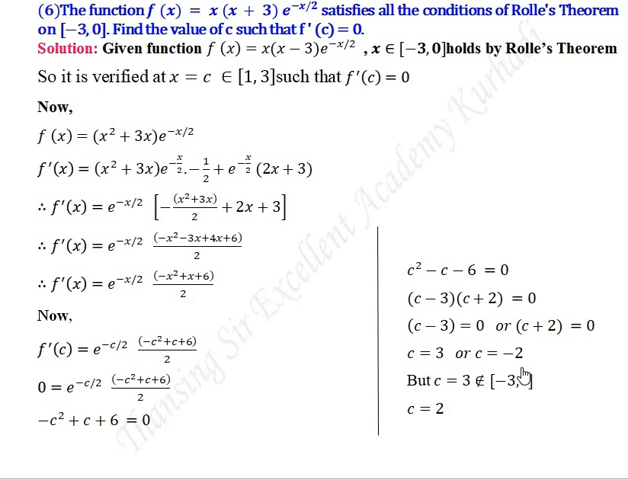 (6)The function f (x) = x (x + 3) e^{-x/2} satisfies all the conditions of Rolle's Theorem
on [−3, 0]. Find the value of c such that f ' (c) = 0.
Solution: Given function f (x) = x(x − 3)e^{−x/2} , x ∈ [−3, 0]holds by Rolle's Theorem
So it is verified at x = c ∈ [1, 3]such that f′(c) = 0
Now,
f (x) = (x² + 3x)e^{−x/2}
f′(x) = (x² + 3x)e^{−x/2}.−1/2 + e^{−x/2} (2x + 3)
∴ f′(x) = e^{−x/2} [−(x²+3x)/2 + 2x + 3]
∴ f′(x) = e^{−x/2} (−x²−3x+4x+6)/2
∴ f′(x) = e^{−x/2} (−x²+x+6)/2
Now,
f′(c) = e^{−c/2} (−c²+c+6)/2
0 = e^{−c/2} (−c²+c+6)/2
−c² + c + 6 = 0
c² − c − 6 = 0
(c − 3)(c + 2) = 0
(c − 3) = 0 or (c + 2) = 0
c = 3 or c = −2
But c = 3 ∉ [−3, ]
c = 2
Thansing Sir Excellent Academy Kurhadi